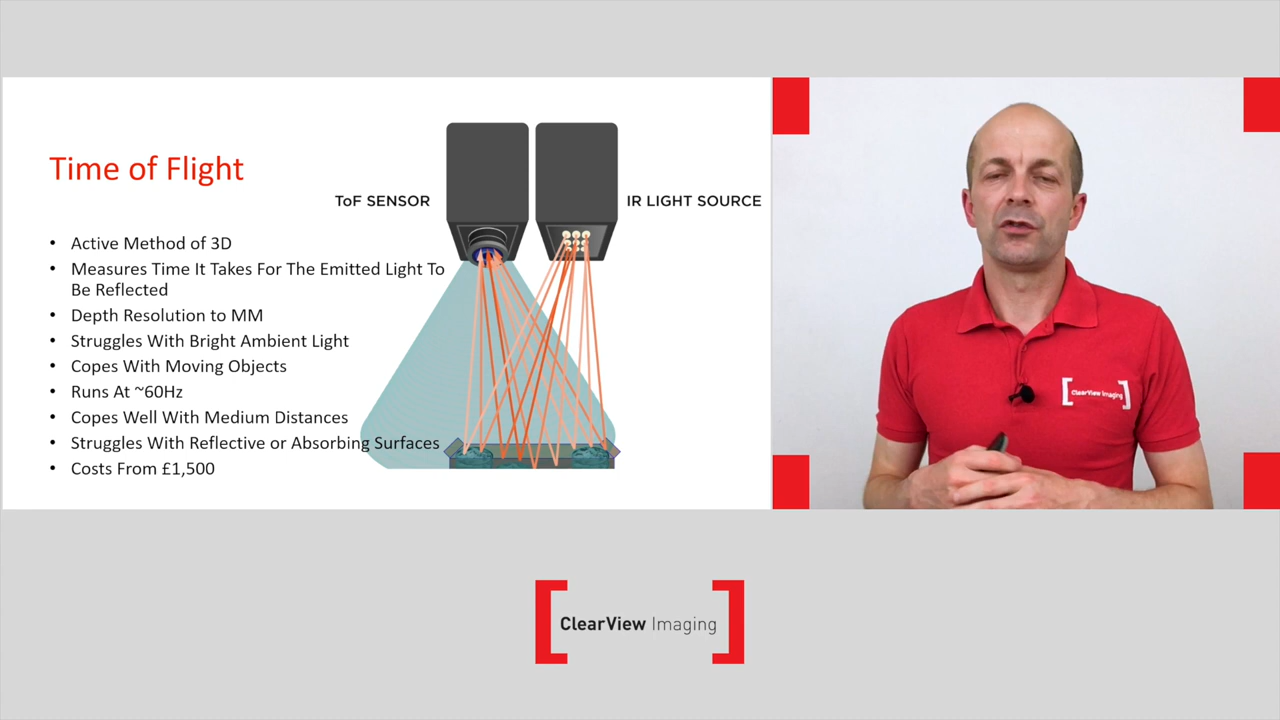 Time of Flight
ToF SENSOR
IR LIGHT SOURCE
• Active Method of 3D
• Measures Time It Takes For The Emitted Light To
Be Reflected
• Depth Resolution to MM
• Struggles With Bright Ambient Light
• Copes With Moving Objects
• Runs At ~60Hz
• Copes Well With Medium Distances
• Struggles With Reflective or Absorbing Surfaces
• Costs From £1,500
ClearView Imaging
ClearView Imaging